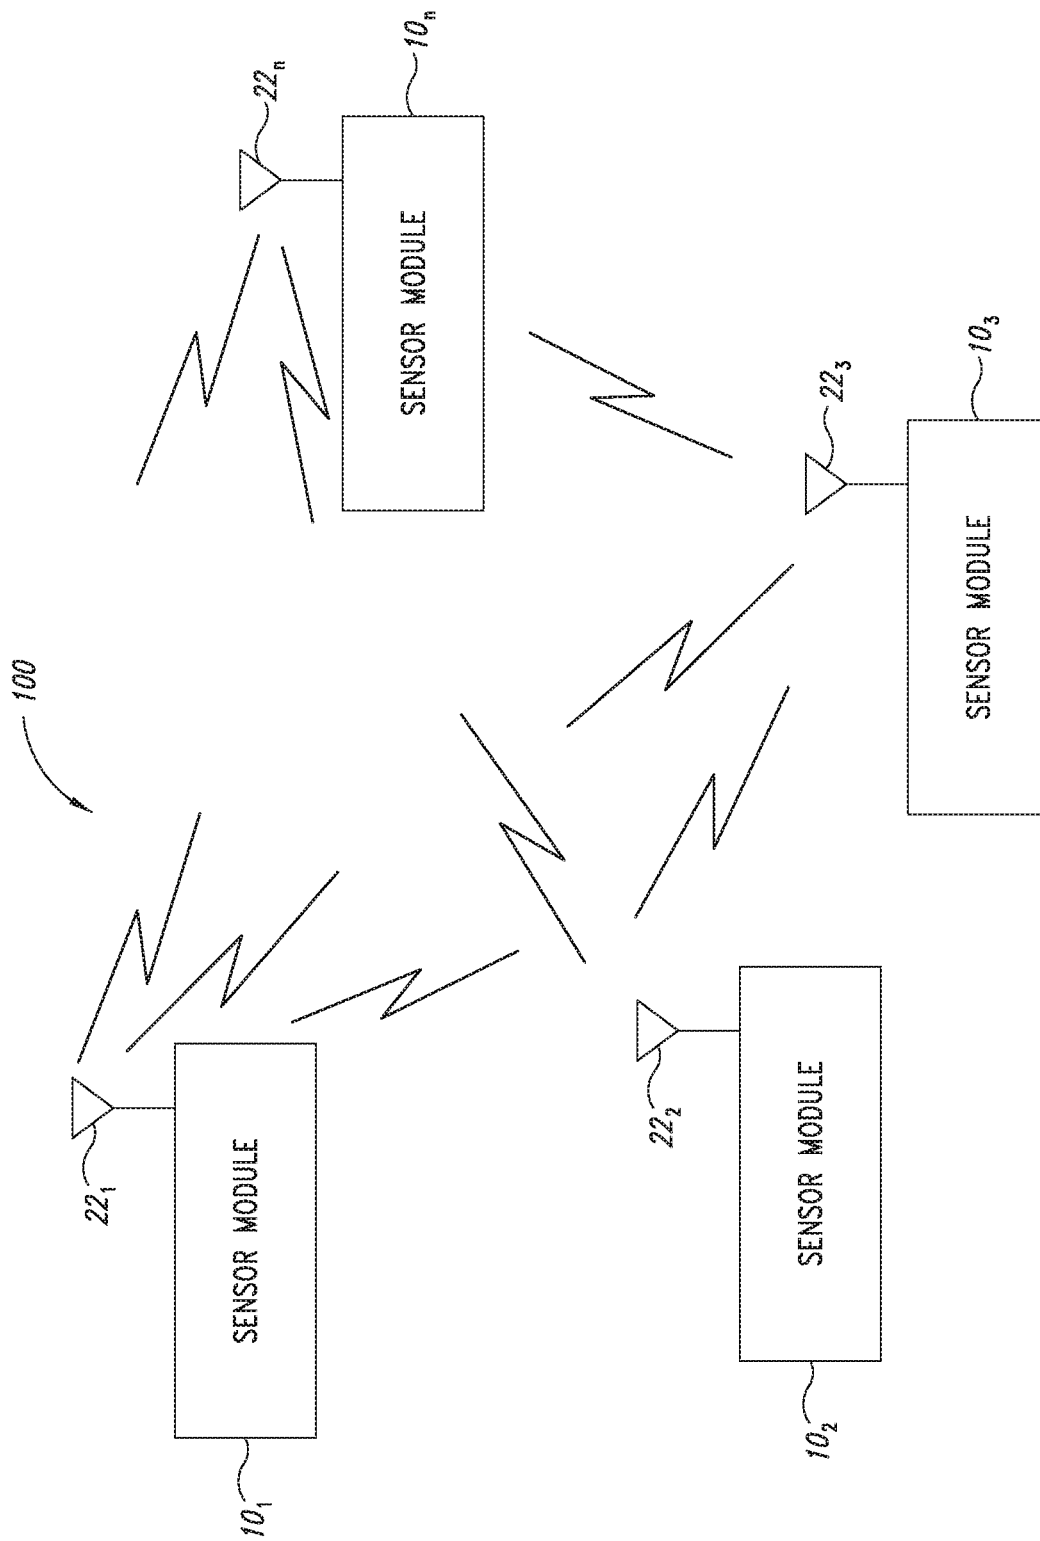 100
22₁
SENSOR MODULE
10₁
22ₙ
10ₙ
SENSOR MODULE
22₂
SENSOR MODULE
10₂
22₃
10₃
SENSOR MODULE